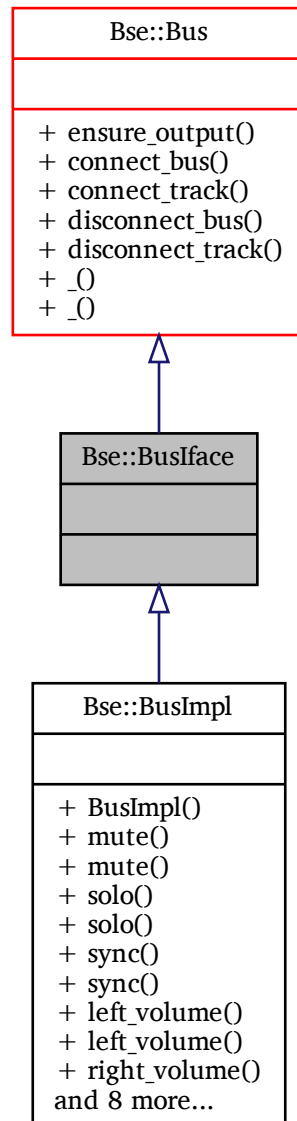 Bse::Bus
+ ensure_output()
+ connect_bus()
+ connect_track()
+ disconnect_bus()
+ disconnect_track()
+ _()
+ _()
Bse::BusIface
Bse::BusImpl
+ BusImpl()
+ mute()
+ mute()
+ solo()
+ solo()
+ sync()
+ sync()
+ left_volume()
+ left_volume()
+ right_volume()
and 8 more...